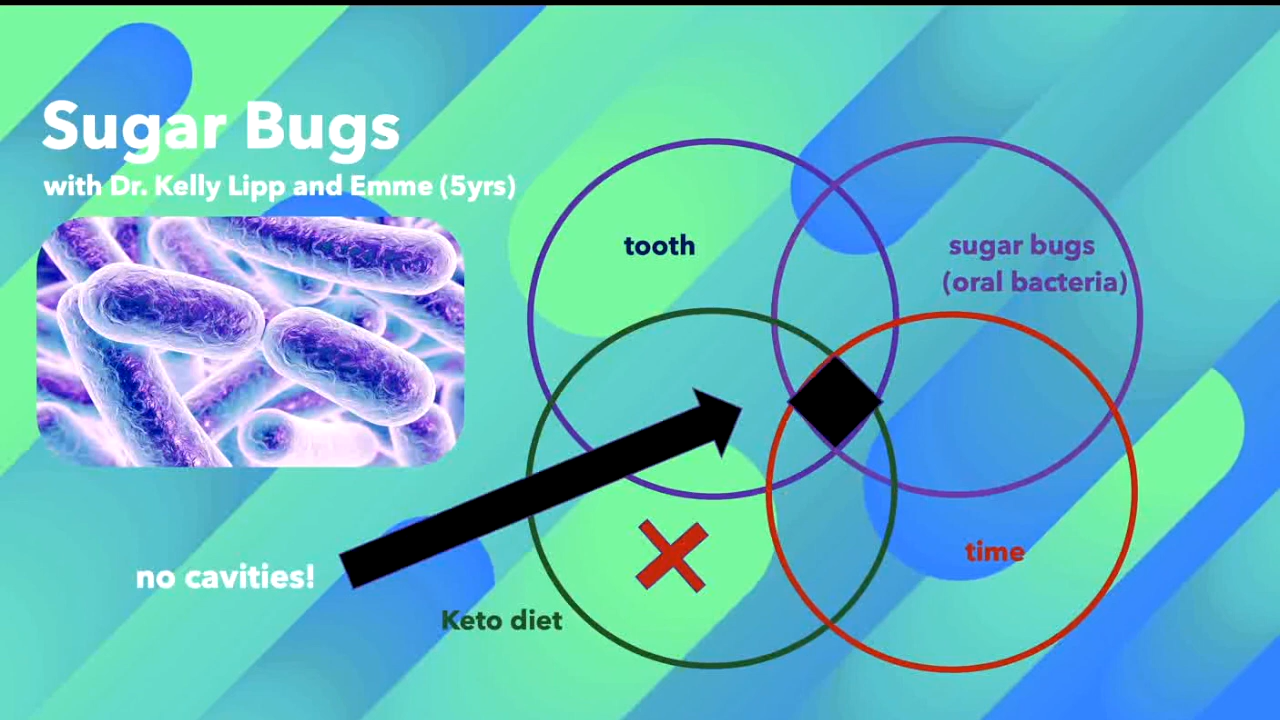 Sugar Bugs
with Dr. Kelly Lipp and Emme (5yrs)
tooth
sugar bugs
(oral bacteria)
time
no cavities!
Keto diet